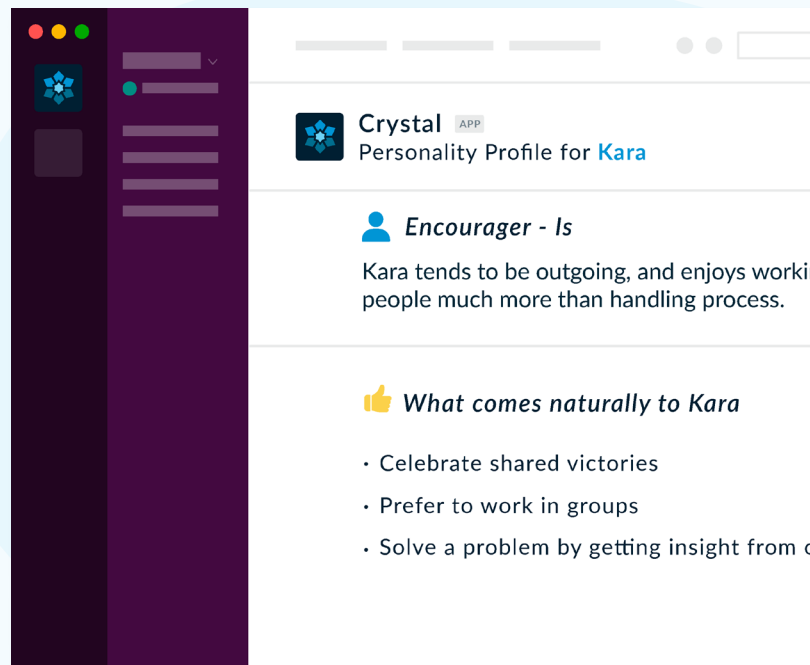 Crystal APP
Personality Profile for Kara
Encourager - Is
Kara tends to be outgoing, and enjoys
people much more than handling process.
What comes naturally to Kara
· Celebrate shared victories
· Prefer to work in groups
· Solve a problem by getting insight from